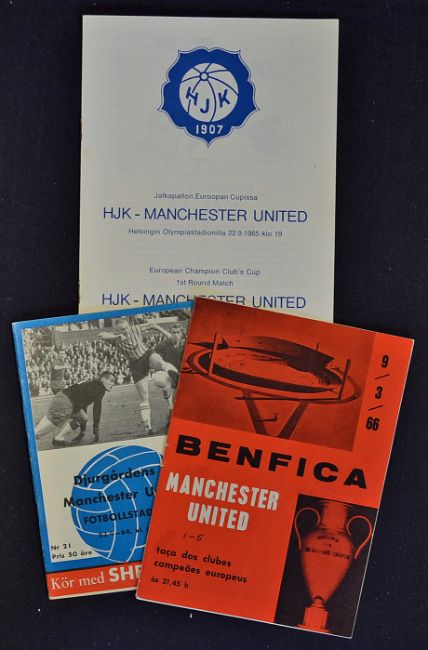 HJK
1907
Jalkapallon Euroopan Cupissa
HJK - MANCHESTER UNITED
Helsingin Olympiastadionilla 22.9.1965 klo 19
European Champion Club's Cup
1st Round Match
HJK - MANCHESTER UNITED
Djurgårdens
Manchester U
FOTBOLLSTAD
Nr 21
Pris 50 öre
Kör med SHE
9/3/66
BENFICA
MANCHESTER
UNITED
1-5
taça dos clubes
campeões europeus
às 21,45 h